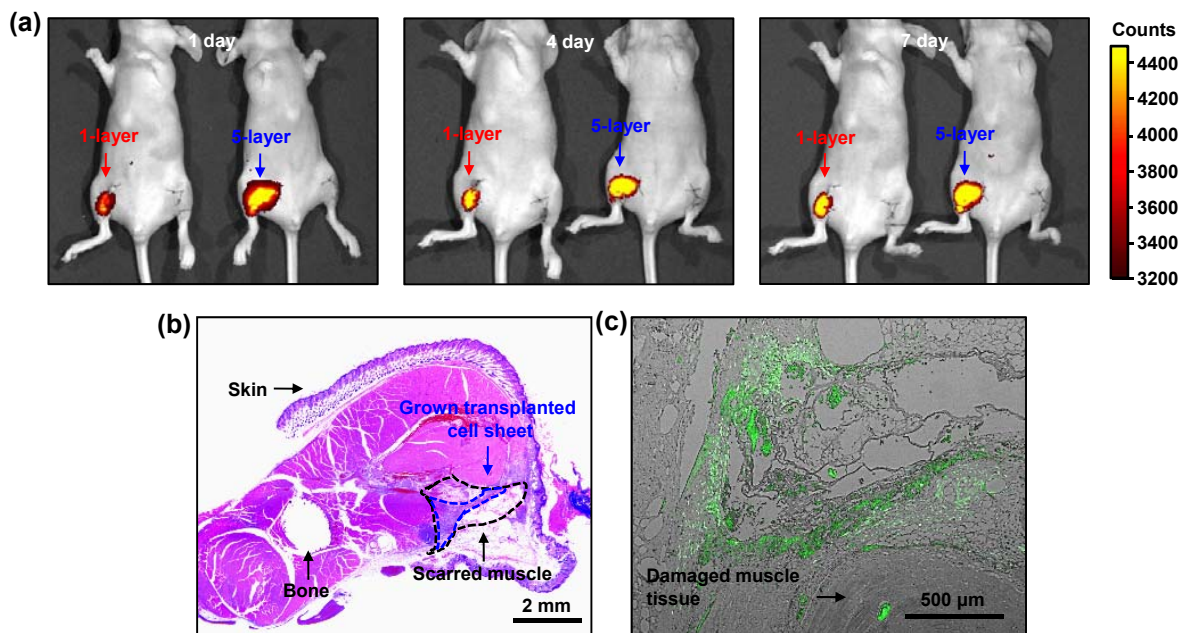 (a)
1 day
4 day
7 day
Counts
4400
4200
4000
3800
3600
3400
3200
1-layer
5-layer
1-layer
5-layer
1-layer
5-layer
(b)
Skin
Grown transplanted
cell sheet
Bone
Scarred muscle
2 mm
(c)
Damaged muscle
tissue
500 µm